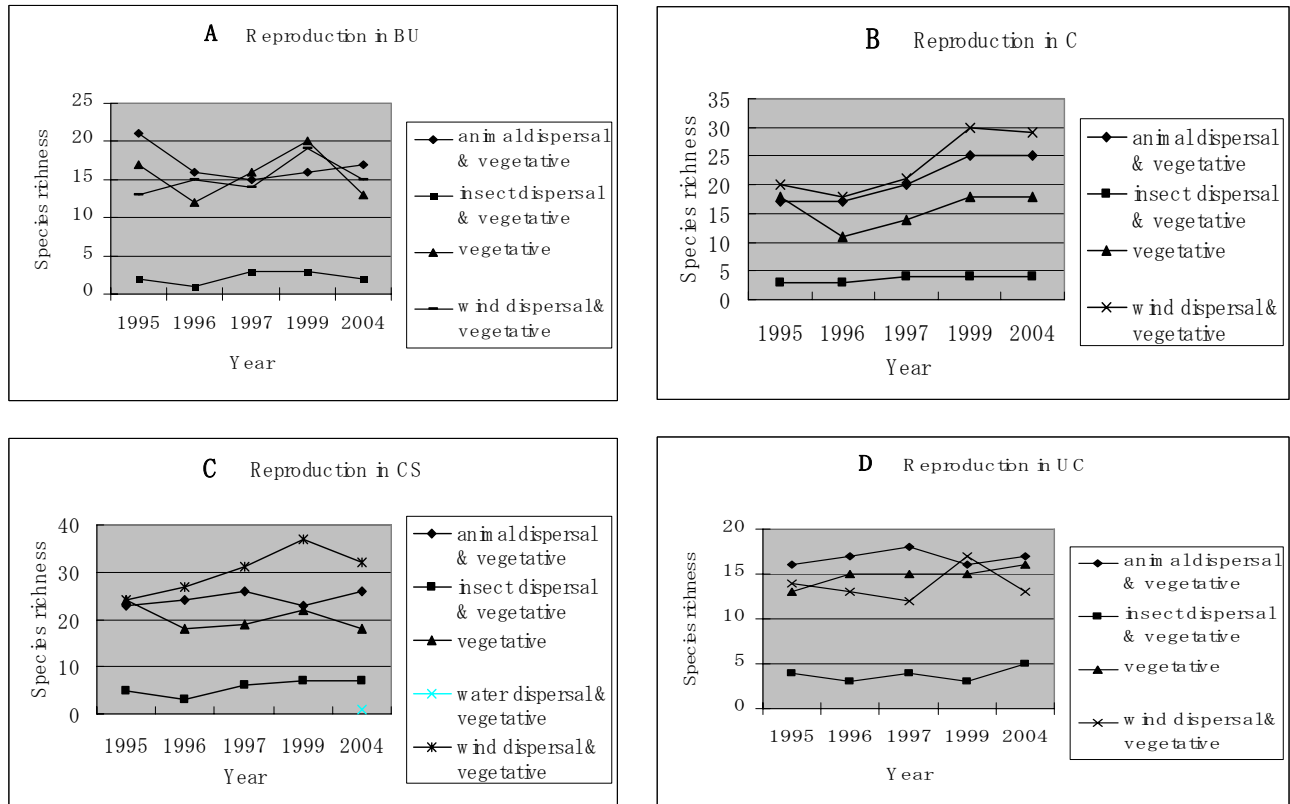 A Reproduction in BU
Species richness
25
20
15
10
5
0
1995 1996 1997 1999 2004
Year
animal dispersal
& vegetative
insect dispersal
& vegetative
vegetative
wind dispersal &
vegetative
B Reproduction in C
Species richness
35
30
25
20
15
10
5
0
1995 1996 1997 1999 2004
Year
animal dispersal
& vegetative
insect dispersal
& vegetative
vegetative
wind dispersal &
vegetative
C Reproduction in CS
Species richness
40
30
20
10
0
1995 1996 1997 1999 2004
Year
animal dispersal
& vegetative
insect dispersal
& vegetative
vegetative
water dispersal &
vegetative
wind dispersal &
vegetative
D Reproduction in UC
Species richness
20
15
10
5
0
1995 1996 1997 1999 2004
Year
animal dispersal
& vegetative
insect dispersal
& vegetative
vegetative
wind dispersal &
vegetative